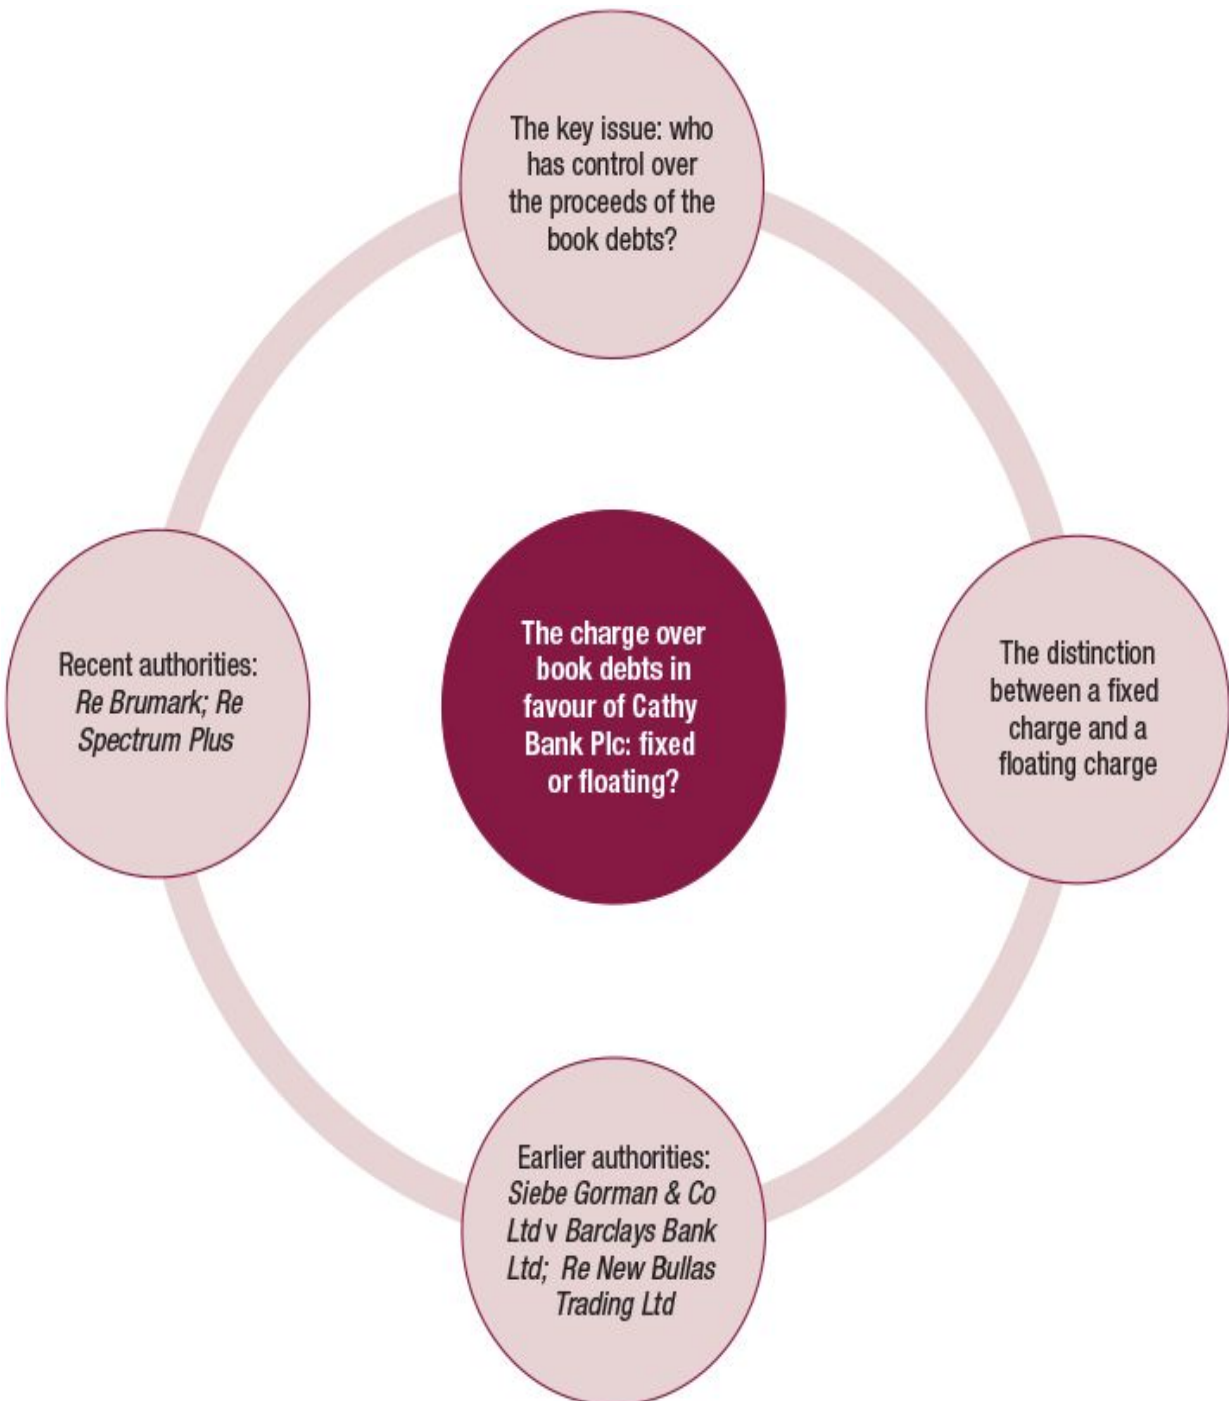 The key issue: who
has control over
the proceeds of the
book debts?
The charge over
book debts in
favour of Cathy
Bank Plc: fixed
or floating?
The distinction
between a fixed
charge and a
floating charge
Earlier authorities:
Siebe Gorman & Co
Ltd v Barclays Bank
Ltd; Re New Bullas
Trading Ltd
Recent authorities:
Re Brumark; Re
Spectrum Plus